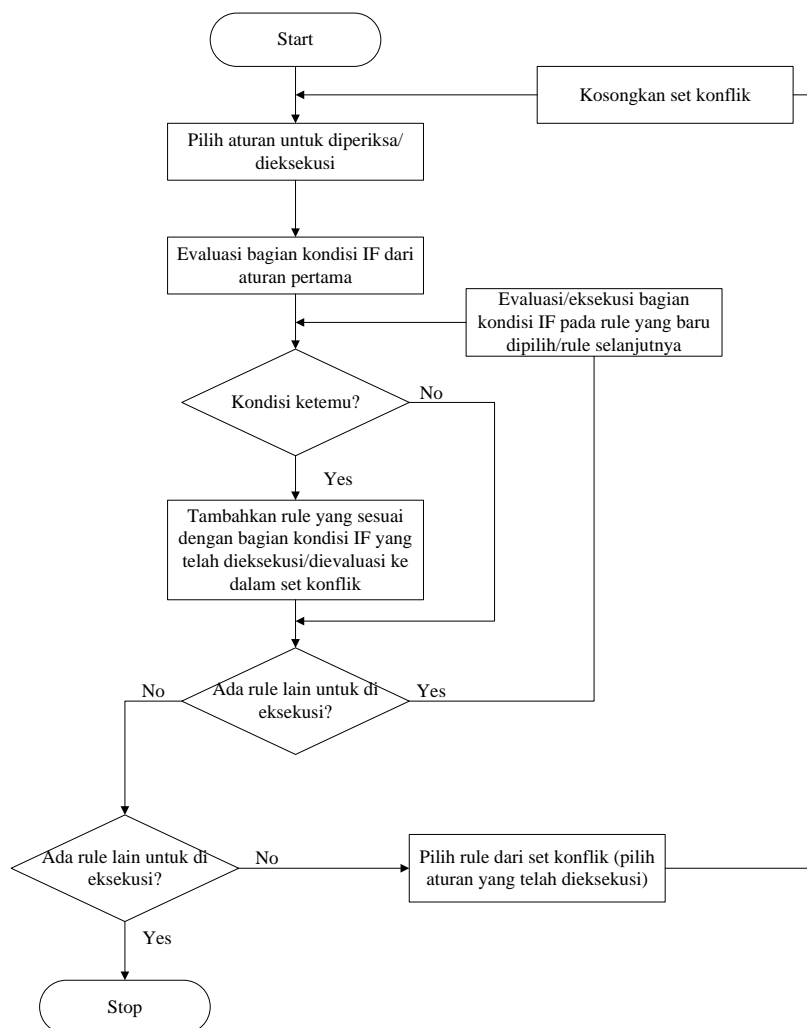 Start
Kosongkan set konflik
Pilih aturan untuk diperiksa/
dieksekusi
Evaluasi bagian kondisi IF dari
aturan pertama
Evaluasi/eksekusi bagian
kondisi IF pada rule yang baru
dipilih/rule selanjutnya
Kondisi ketemu?
No
Yes
Tambahkan rule yang sesuai
dengan bagian kondisi IF yang
telah dieksekusi/dievaluasi ke
dalam set konflik
No
Ada rule lain untuk di
eksekusi?
Yes
Ada rule lain untuk di
eksekusi?
No
Pilih rule dari set konflik (pilih
aturan yang telah dieksekusi)
Yes
Stop